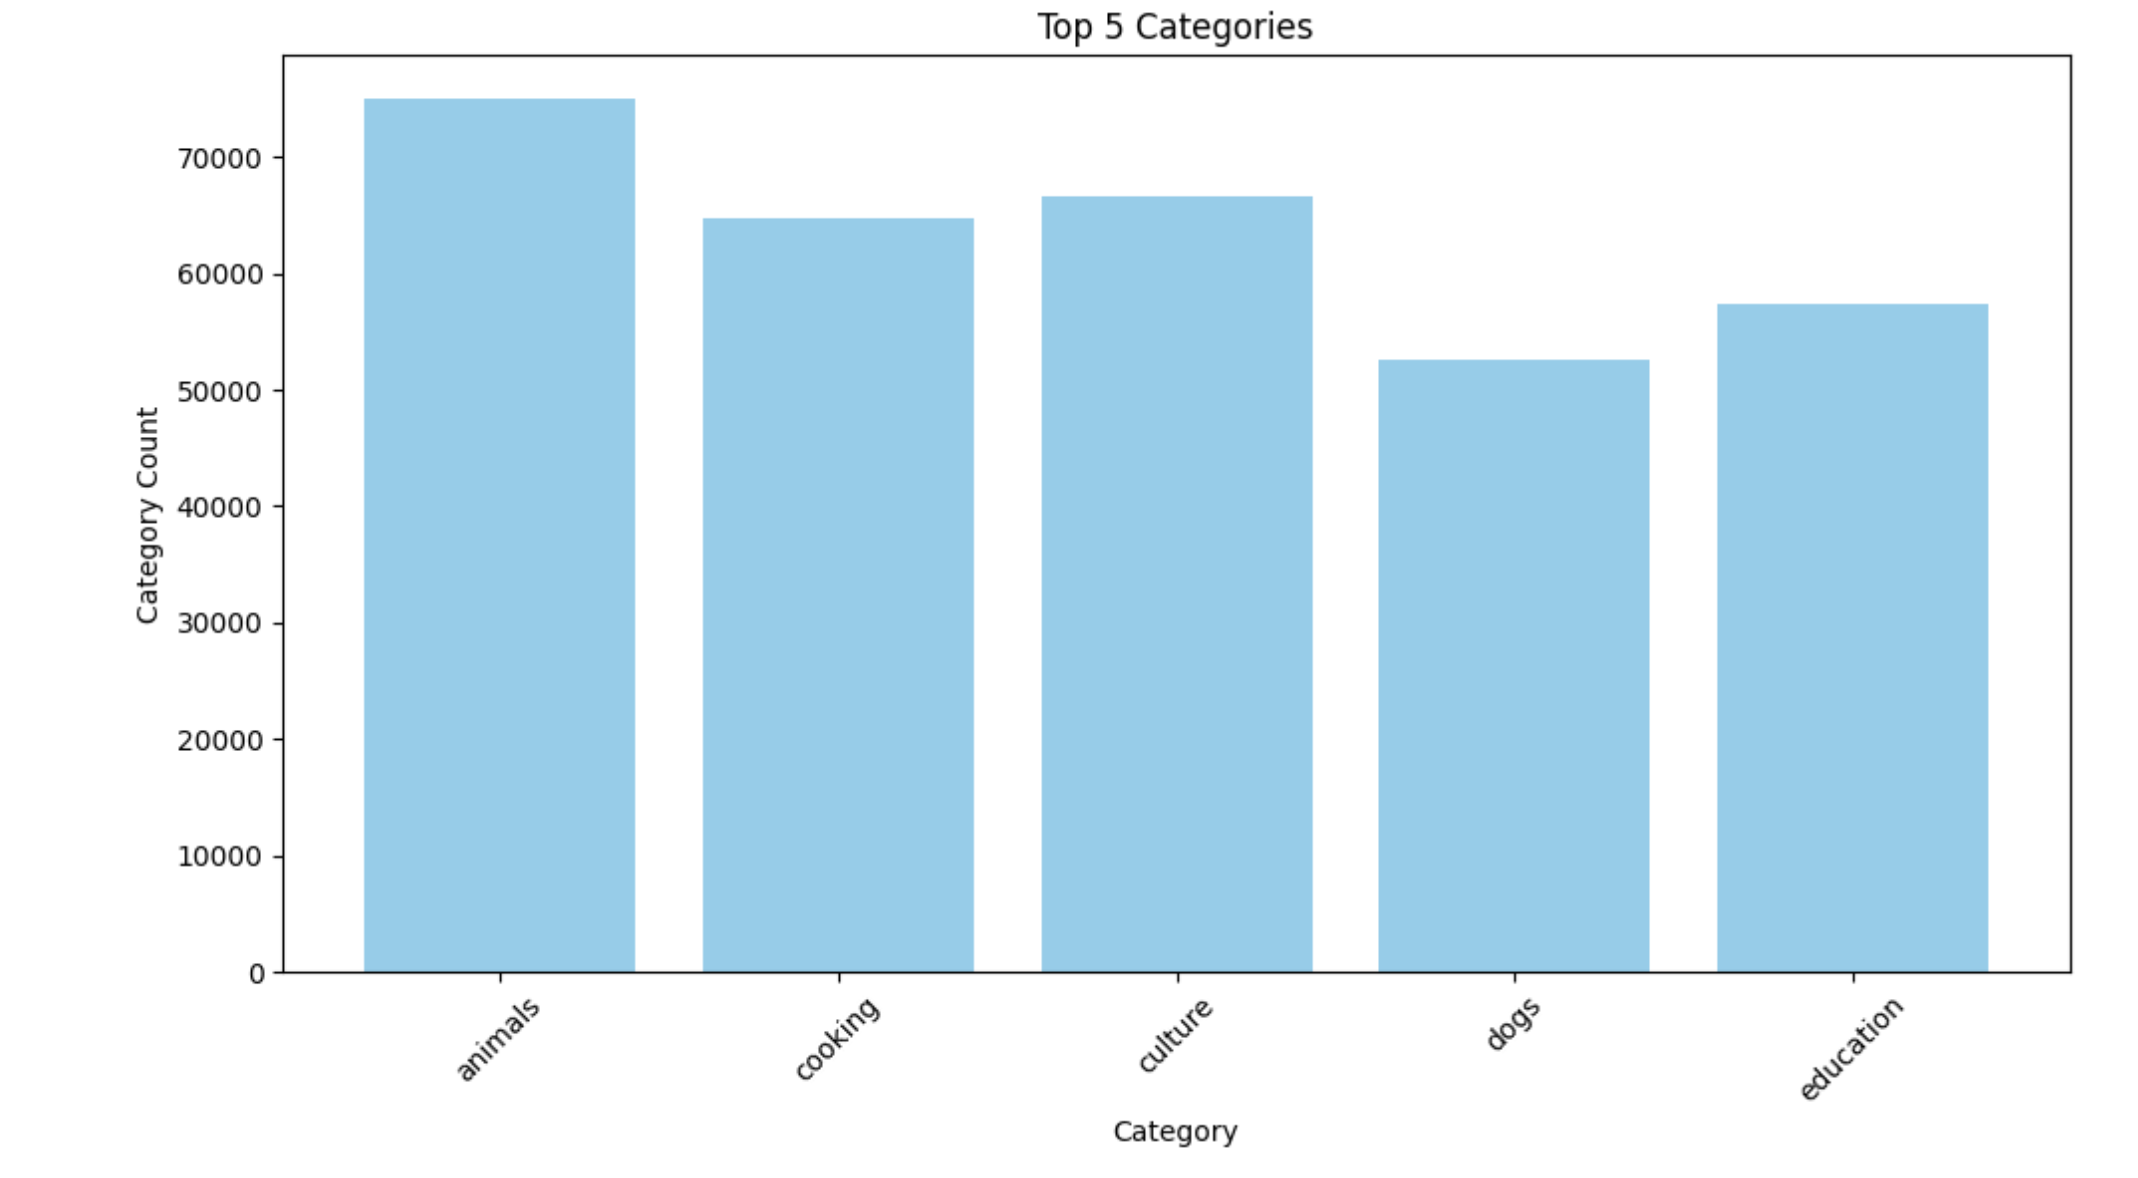 Top 5 Categories
Category Count
70000
60000
50000
40000
30000
20000
10000
0
animals
cooking
culture
dogs
education
Category